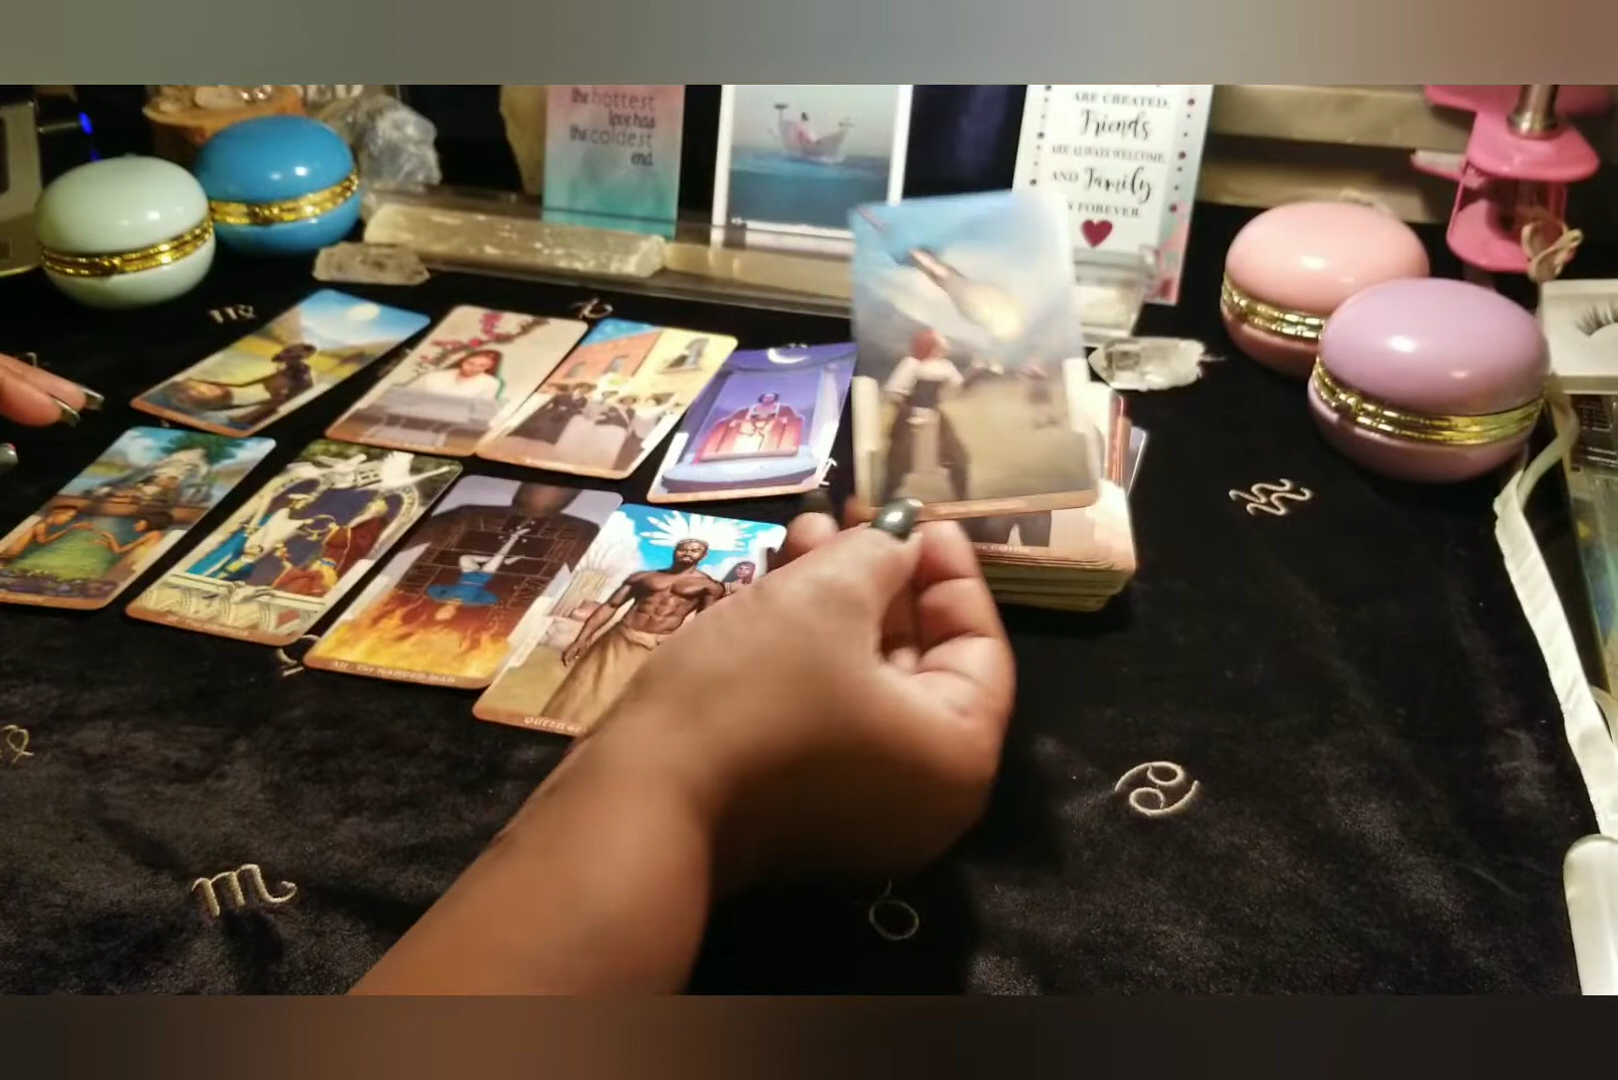 the hottest
love has
the coldest
end.
ARE CREATED,
Friends
ARE ALWAYS WELCOME,
AND Family
IS FOREVER.
XII The HANGED MAN
QUEEN